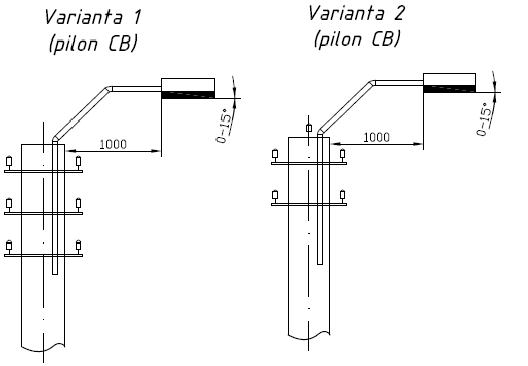 Varianta 1
(pilon CB)
Varianta 2
(pilon CB)
1000
0-15°
1000
0-15°